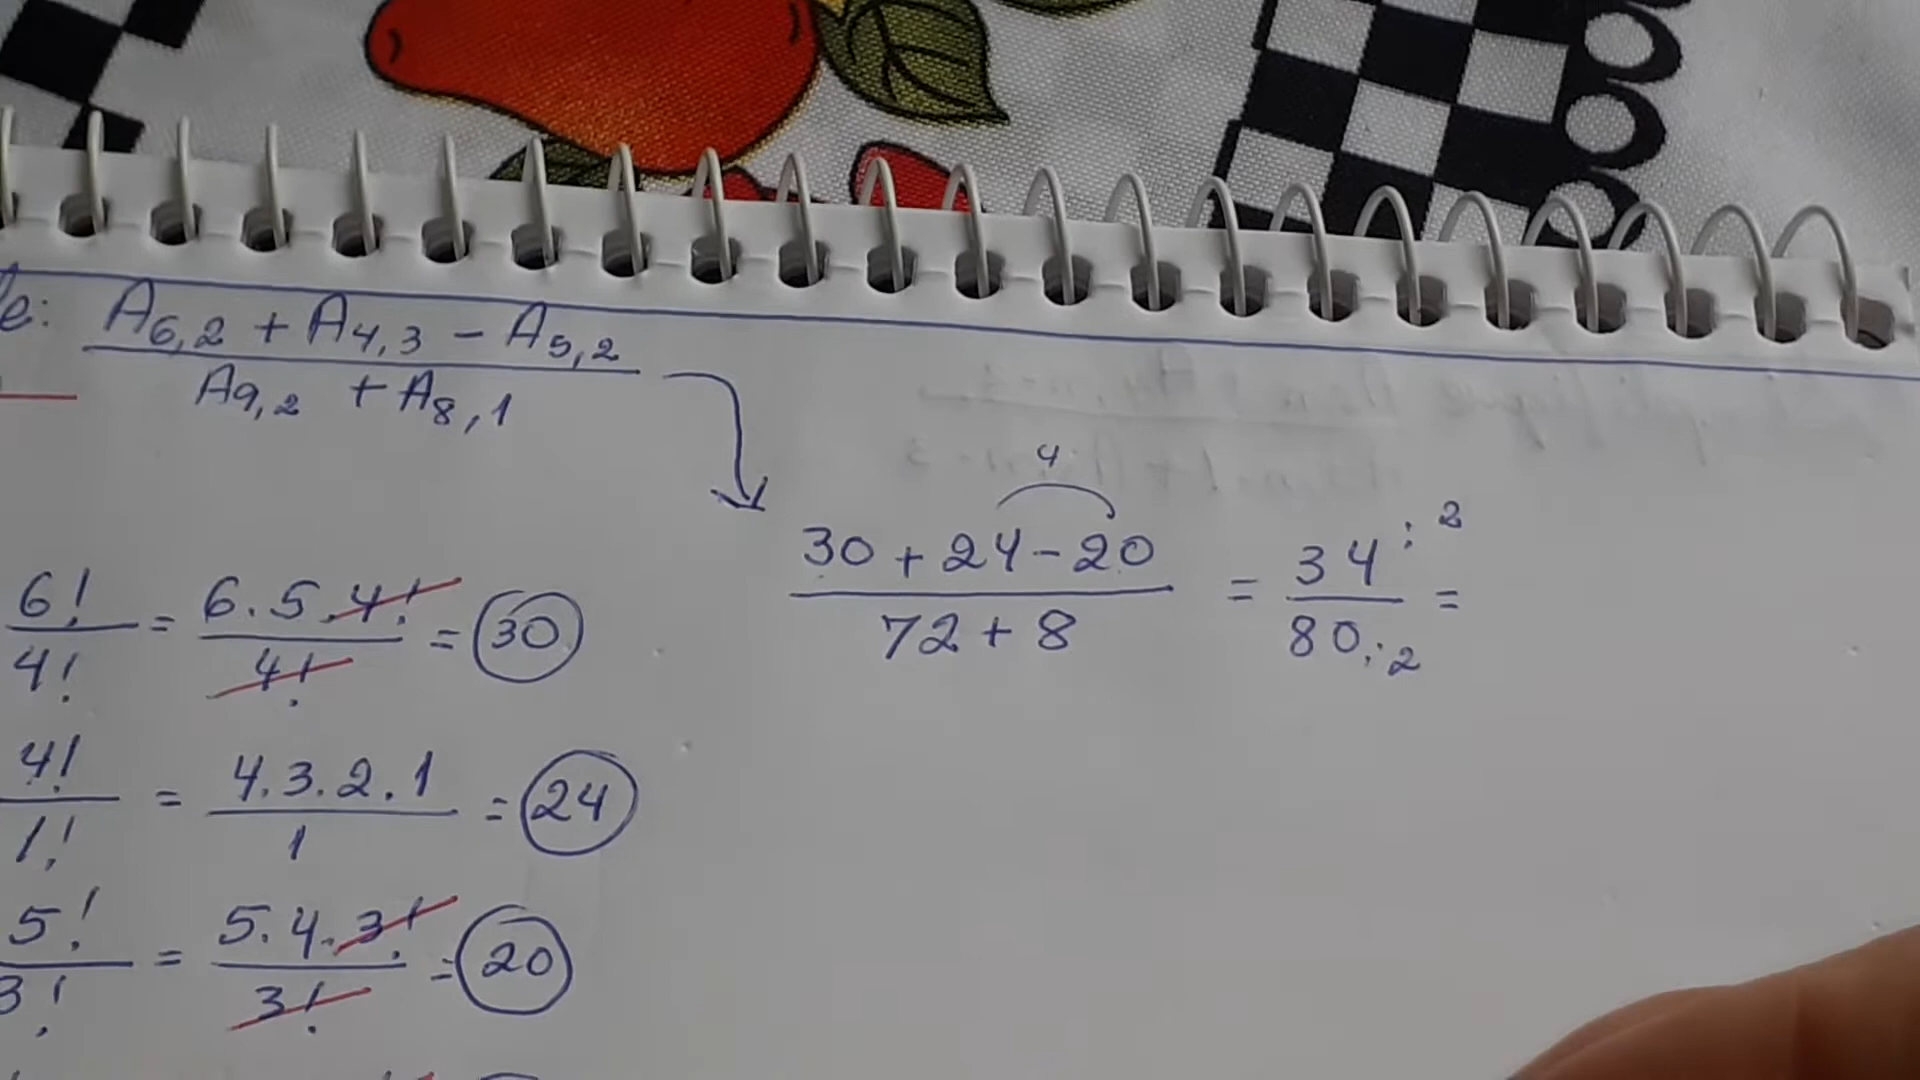 e: A6,2 + A4,3 - A5,2
A9,2 + A8,1
4
30 + 24 - 20 = 34 : 2 =
72 + 8 80 : 2
6! = 6 . 5 . 4! = 30
4! 4!
4! = 4 . 3 . 2 . 1 = 24
1! 1
5! = 5 . 4 . 3! = 20
3! 3!